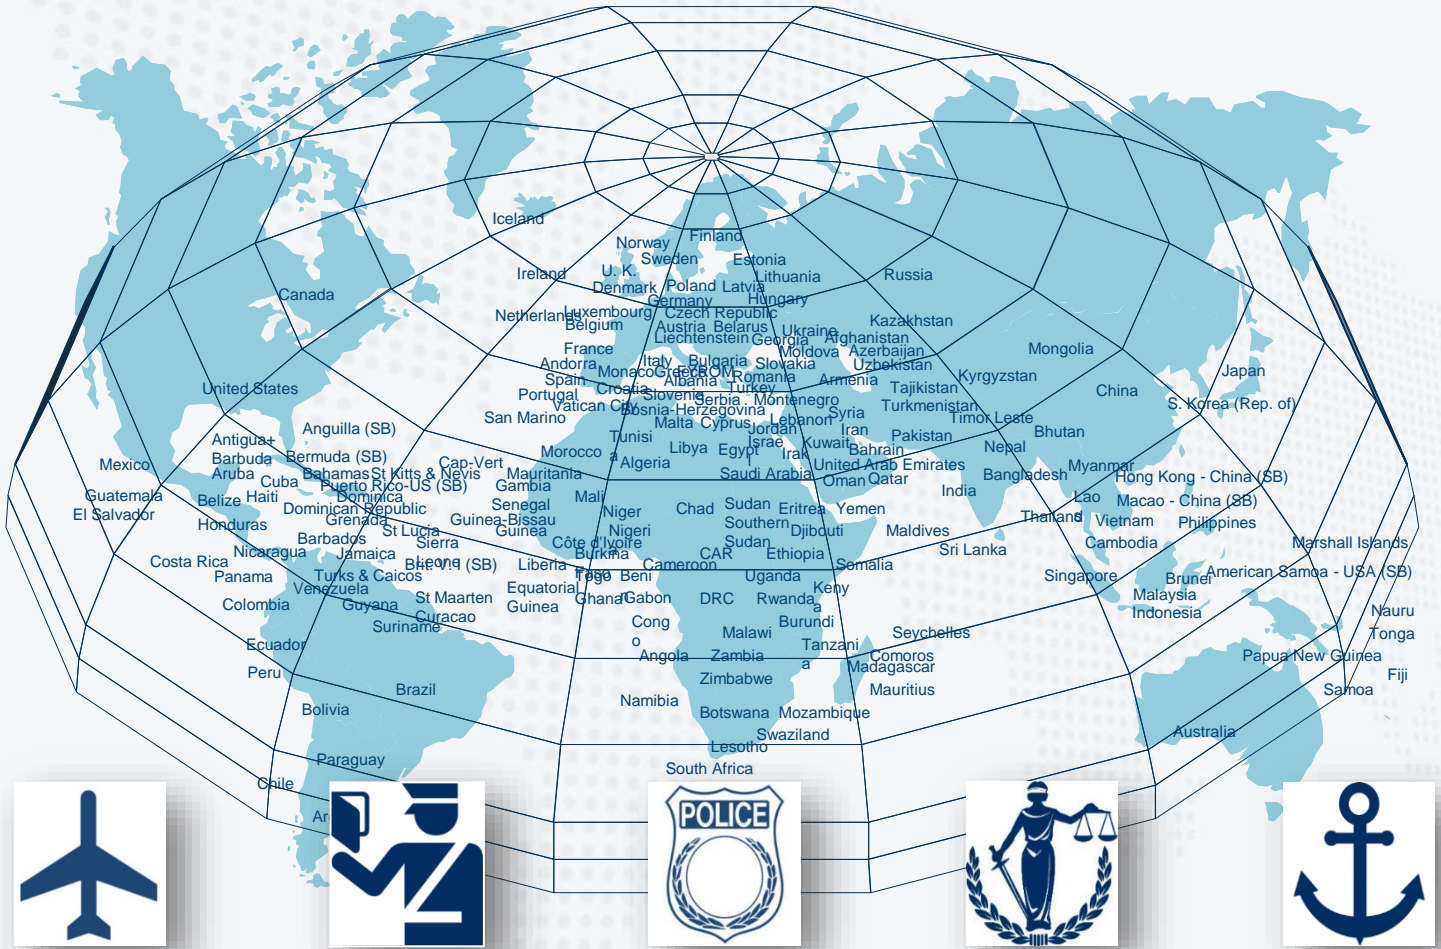 Iceland
Norway
Finland
Sweden
Estonia
U. K.
Ireland
Lithuania
Russia
Denmark
Poland
Latvia
Canada
Germany
Hungary
Netherlands
Luxembourg
Czech Republic
Belgium
Kazakhstan
Austria
Belarus
Ukraine
Liechtenstein
Georgia
Afghanistan
France
Moldova
Azerbaijan
Mongolia
Andorra
Italy
Bulgaria
Slovakia
Uzbekistan
Monaco
Greece
FYROM
Japan
Spain
Albania
Romania
Armenia
Kyrgyzstan
United States
Croatia
Turkey
Tajikistan
China
Portugal
Slovenia
Serbia
Montenegro
Vatican City
Bosnia-Herzegovina
Turkmenistan
S. Korea (Rep. of)
San Marino
Malta
Cyprus
Lebanon
Syria
Timor Leste
Anguilla (SB)
Jordan
Iran
Bhutan
Antigua+
Barbuda
Tunisi
a
Israe
l
Kuwait
Pakistan
Nepal
Morocco
Libya
Egypt
Irak
Bahrain
Bermuda (SB)
Mexico
Cap-Vert
Algeria
United Arab Emirates
Myanmar
Aruba
Bahamas
St Kitts & Nevis
Mauritania
Saudi Arabia
Oman
Qatar
Bangladesh
Hong Kong - China (SB)
Cuba
Puerto Rico-US (SB)
Gambia
India
Guatemala
Belize
Haiti
Dominica
Mali
Lao
s
Macao - China (SB)
El Salvador
Dominican Republic
Senegal
Niger
Chad
Sudan
Eritrea
Yemen
Thailand
Vietnam
Philippines
Honduras
Grenada
Guinea-Bissau
Southern
Sudan
St Lucia
Guinea
Nigeri
a
Djibouti
Maldives
Barbados
Sierra
Leone
Côte d'Ivoire
Cambodia
Marshall Islands
Nicaragua
Jamaica
Burkina
Faso
CAR
Ethiopia
Sri Lanka
Costa Rica
Brit. V. I (SB)
Liberia
Cameroon
Somalia
Panama
Turks & Caicos
Togo
Beni
n
Uganda
Singapore
Brunei
American Samoa - USA (SB)
Venezuela
Equatorial
Guinea
Keny
a
Malaysia
Colombia
Guyana
St Maarten
Ghana
Gabon
DRC
Rwanda
Indonesia
Nauru
Curacao
Cong
o
Burundi
Suriname
Malawi
Seychelles
Tonga
Ecuador
Tanzani
a
Angola
Zambia
Comoros
Papua New Guinea
Peru
Zimbabwe
Madagascar
Fiji
Brazil
Namibia
Mauritius
Samoa
Bolivia
Botswana
Mozambique
Swaziland
Australia
Lesotho
Paraguay
South Africa
Chile
POLICE